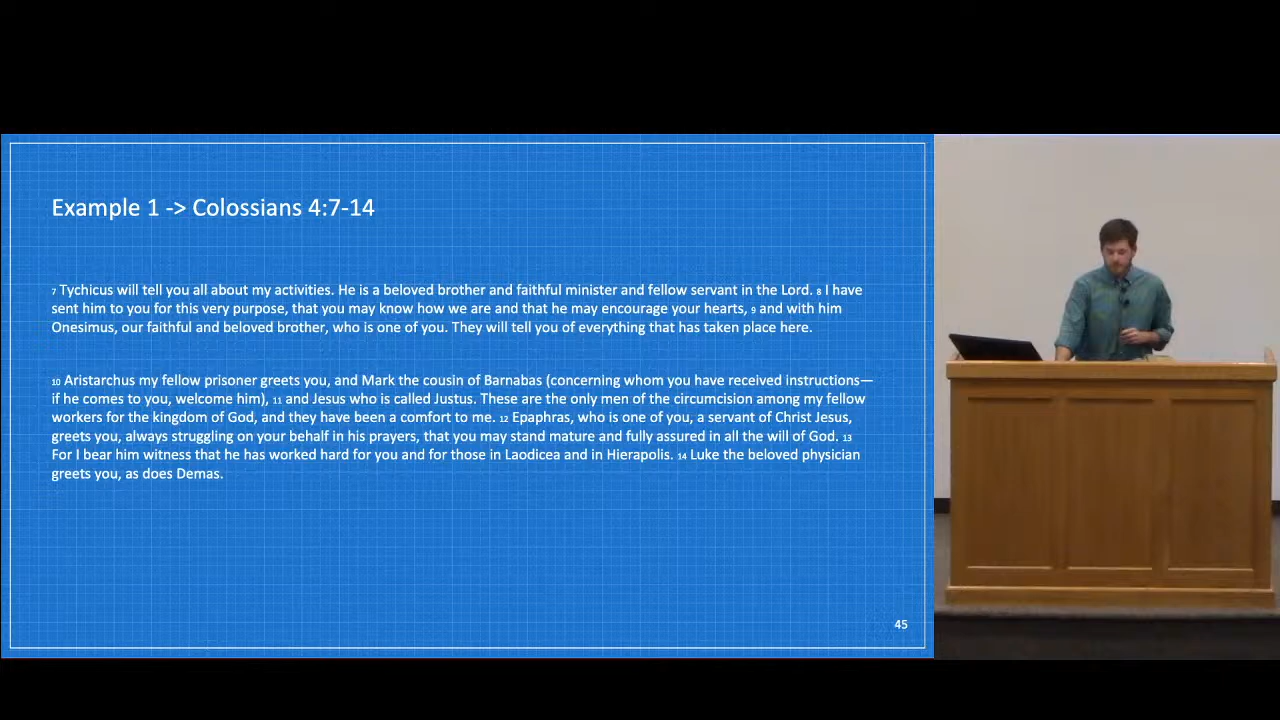 Example 1 -> Colossians 4:7-14
7 Tychicus will tell you all about my activities. He is a beloved brother and faithful minister and fellow servant in the Lord. 8 I have
sent him to you for this very purpose, that you may know how we are and that he may encourage your hearts, 9 and with him
Onesimus, our faithful and beloved brother, who is one of you. They will tell you of everything that has taken place here.
10 Aristarchus my fellow prisoner greets you, and Mark the cousin of Barnabas (concerning whom you have received instructions—
if he comes to you, welcome him), 11 and Jesus who is called Justus. These are the only men of the circumcision among my fellow
workers for the kingdom of God, and they have been a comfort to me. 12 Epaphras, who is one of you, a servant of Christ Jesus,
greets you, always struggling on your behalf in his prayers, that you may stand mature and fully assured in all the will of God. 13
For I bear him witness that he has worked hard for you and for those in Laodicea and in Hierapolis. 14 Luke the beloved physician
greets you, as does Demas.
45